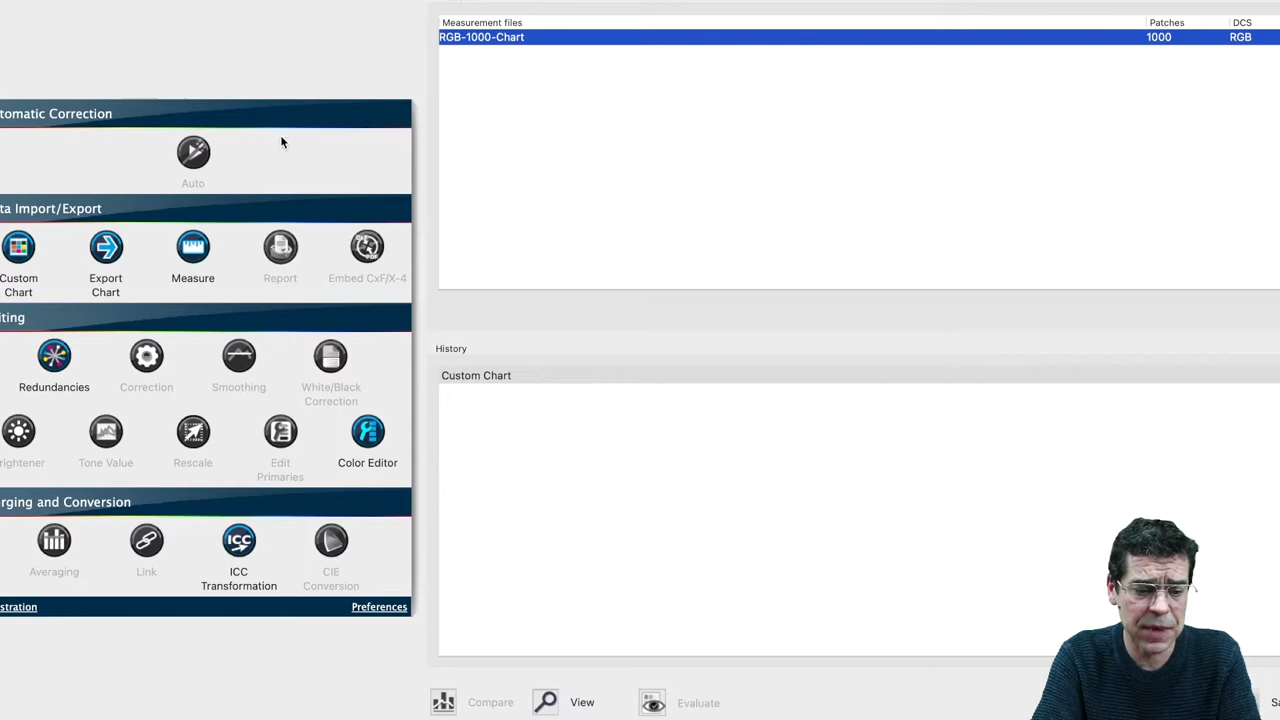 Measurement files Patches DCS
RGB-1000-Chart 1000 RGB
tomatic Correction
Auto
ta Import/Export
Custom
Chart
Export
Chart
Measure
Report
Embed CxF/X-4
iting
Redundancies
Correction
Smoothing
White/Black
Correction
rightener
Tone Value
Rescale
Edit
Primaries
Color Editor
rging and Conversion
Averaging
Link
ICC
Transformation
CIE
Conversion
stration
Preferences
History
Custom Chart
Compare
View
Evaluate
Sa